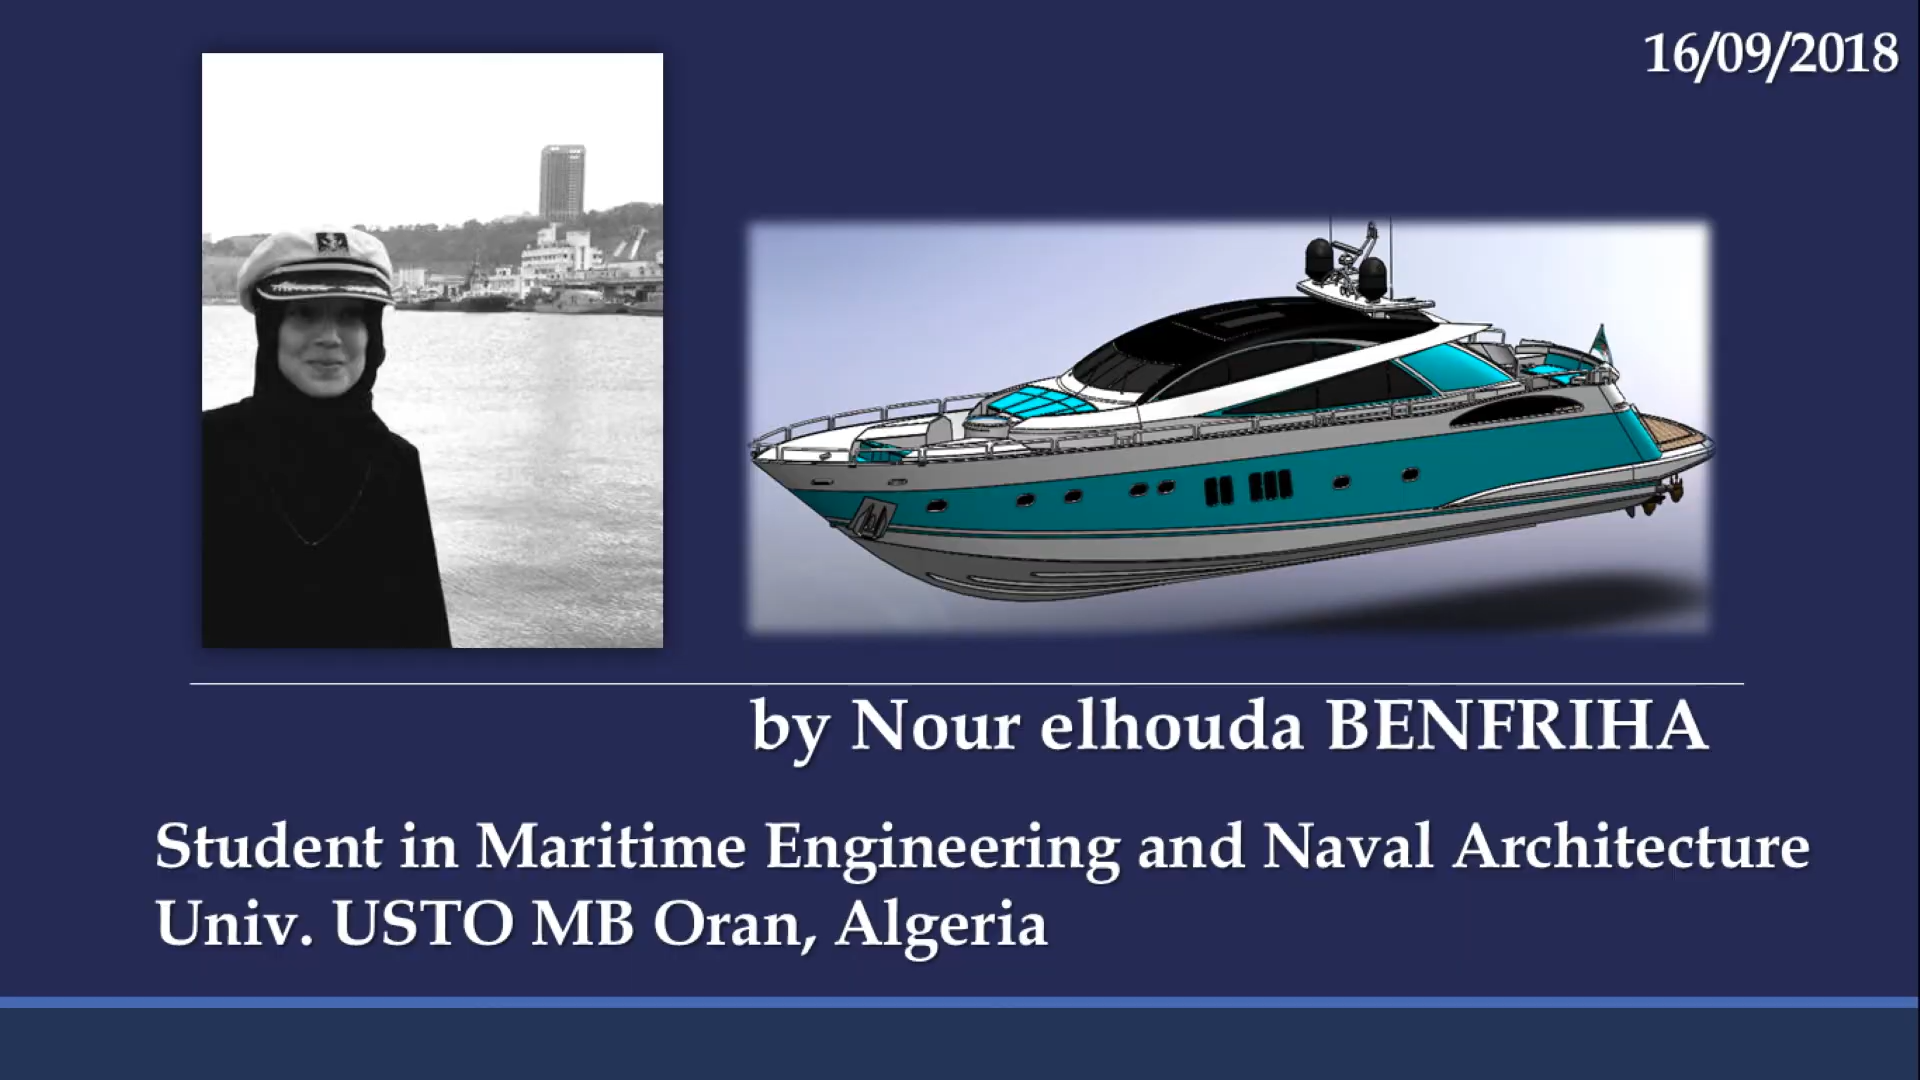 16/09/2018
by Nour elhouda BENFRIHA
Student in Maritime Engineering and Naval Architecture
Univ. USTO MB Oran, Algeria